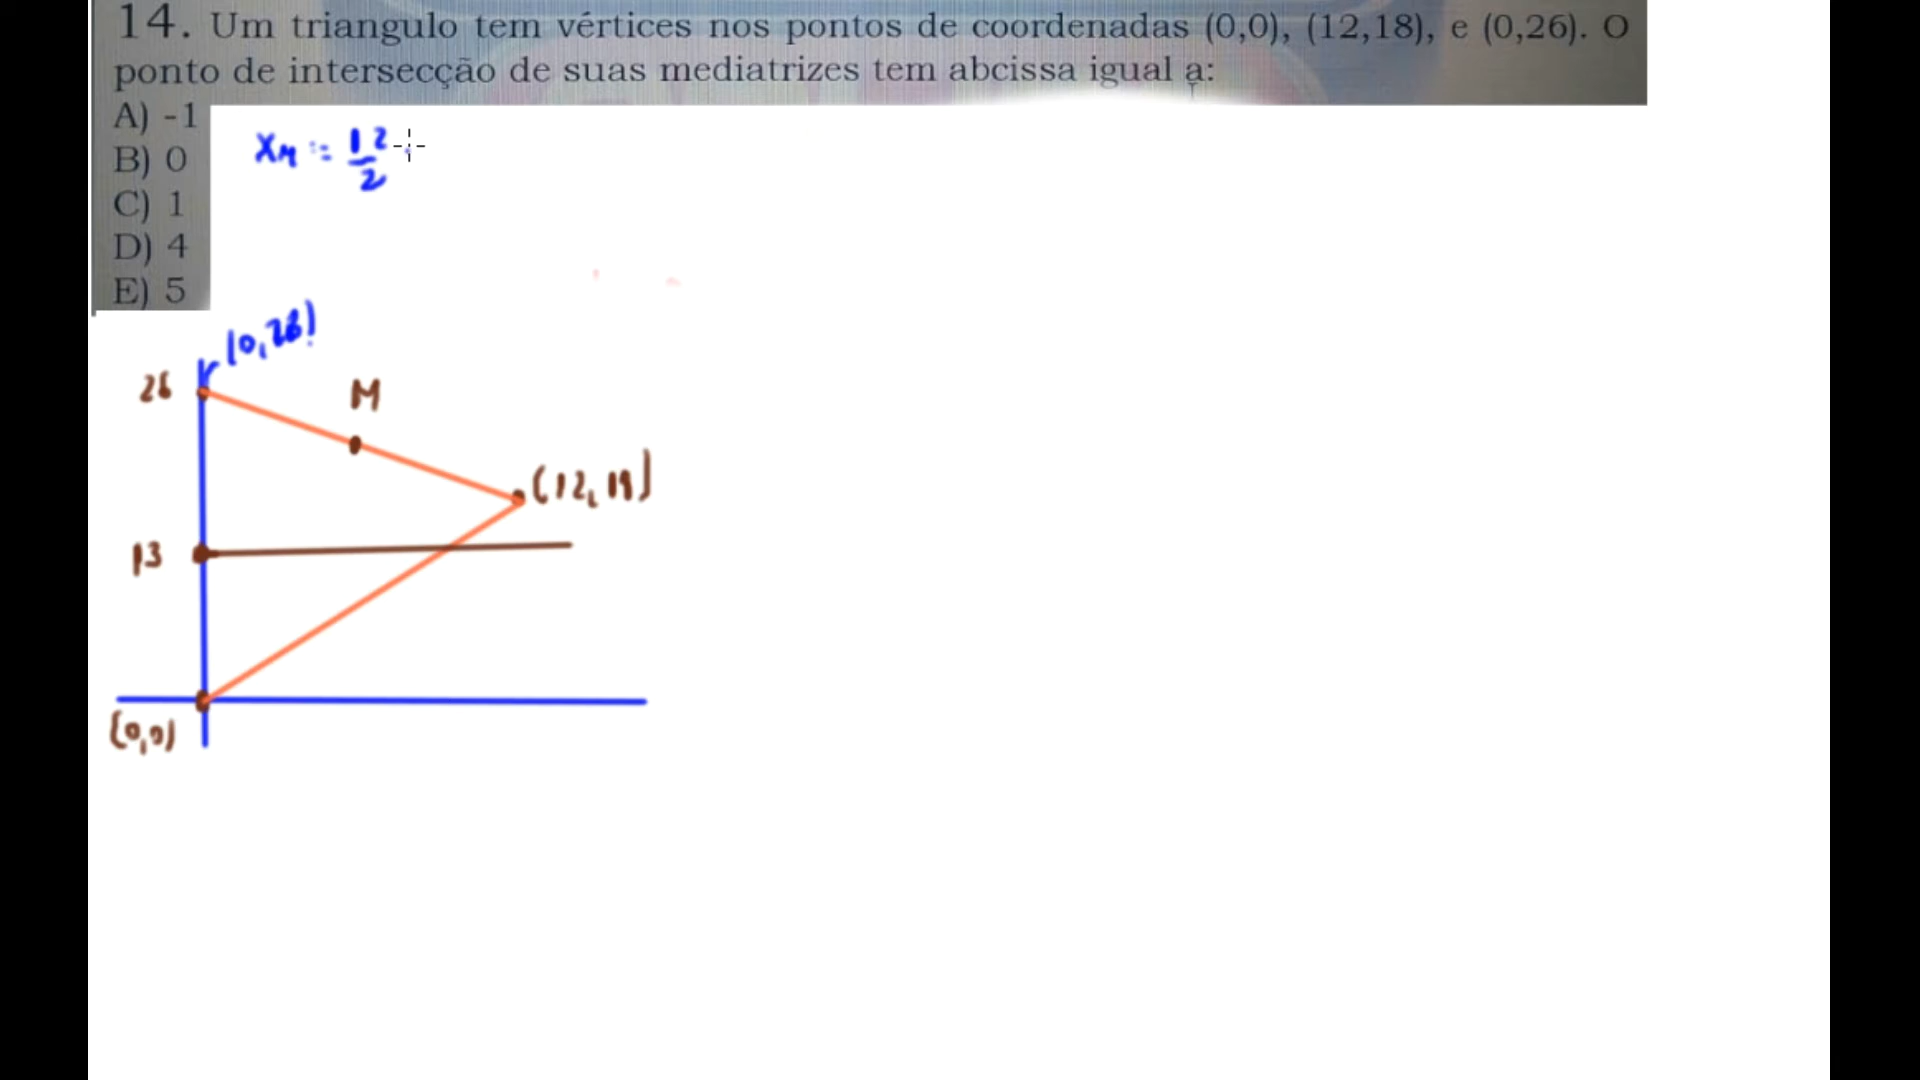 14. Um triangulo tem vértices nos pontos de coordenadas (0,0), (12,18), e (0,26). O
ponto de intersecção de suas mediatrizes tem abcissa igual a:
A) -1
B) 0
C) 1
D) 4
E) 5
XM = 12/2
(0,26)
26
M
(12,18)
13
(0,0)